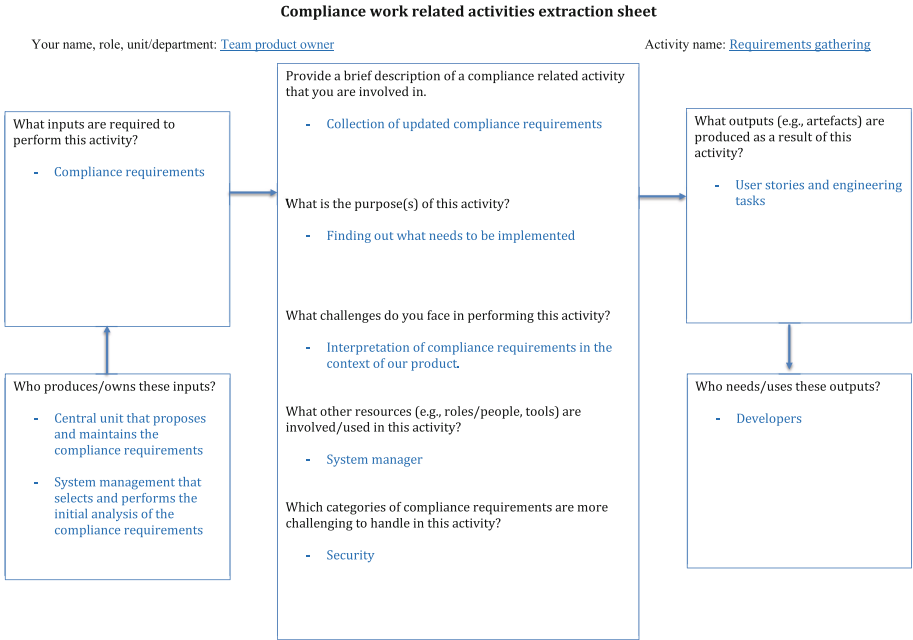 Compliance work related activities extraction sheet
Your name, role, unit/department: Team product owner
Activity name: Requirements gathering
What inputs are required to
perform this activity?
- Compliance requirements
Who produces/owns these inputs?
- Central unit that proposes
and maintains the
compliance requirements
- System management that
selects and performs the
initial analysis of the
compliance requirements
Provide a brief description of a compliance related activity
that you are involved in.
- Collection of updated compliance requirements
What is the purpose(s) of this activity?
- Finding out what needs to be implemented
What challenges do you face in performing this activity?
- Interpretation of compliance requirements in the
context of our product.
What other resources (e.g., roles/people, tools) are
involved/used in this activity?
- System manager
Which categories of compliance requirements are more
challenging to handle in this activity?
- Security
What outputs (e.g., artefacts) are
produced as a result of this
activity?
- User stories and engineering
tasks
Who needs/uses these outputs?
- Developers